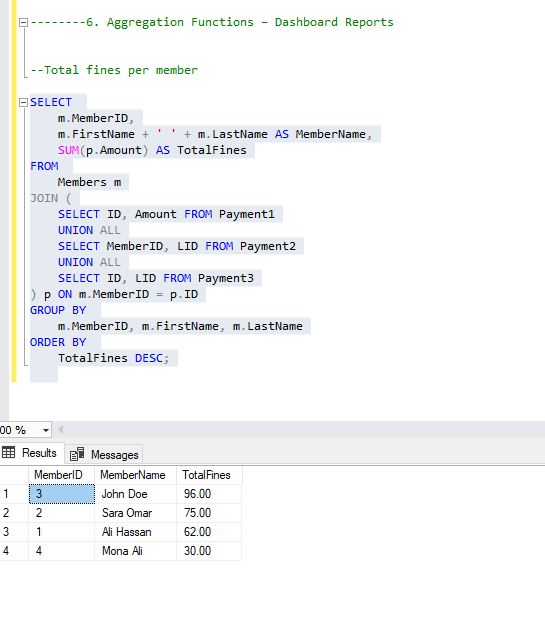 --------6. Aggregation Functions – Dashboard Reports
--Total fines per member
SELECT
m.MemberID,
m.FirstName + ' ' + m.LastName AS MemberName,
SUM(p.Amount) AS TotalFines
FROM
Members m
JOIN (
SELECT ID, Amount FROM Payment1
UNION ALL
SELECT MemberID, LID FROM Payment2
UNION ALL
SELECT ID, LID FROM Payment3
) p ON m.MemberID = p.ID
GROUP BY
m.MemberID, m.FirstName, m.LastName
ORDER BY
TotalFines DESC;
00 %
Results Messages
MemberID MemberName TotalFines
1 3 John Doe 96.00
2 2 Sara Omar 75.00
3 1 Ali Hassan 62.00
4 4 Mona Ali 30.00